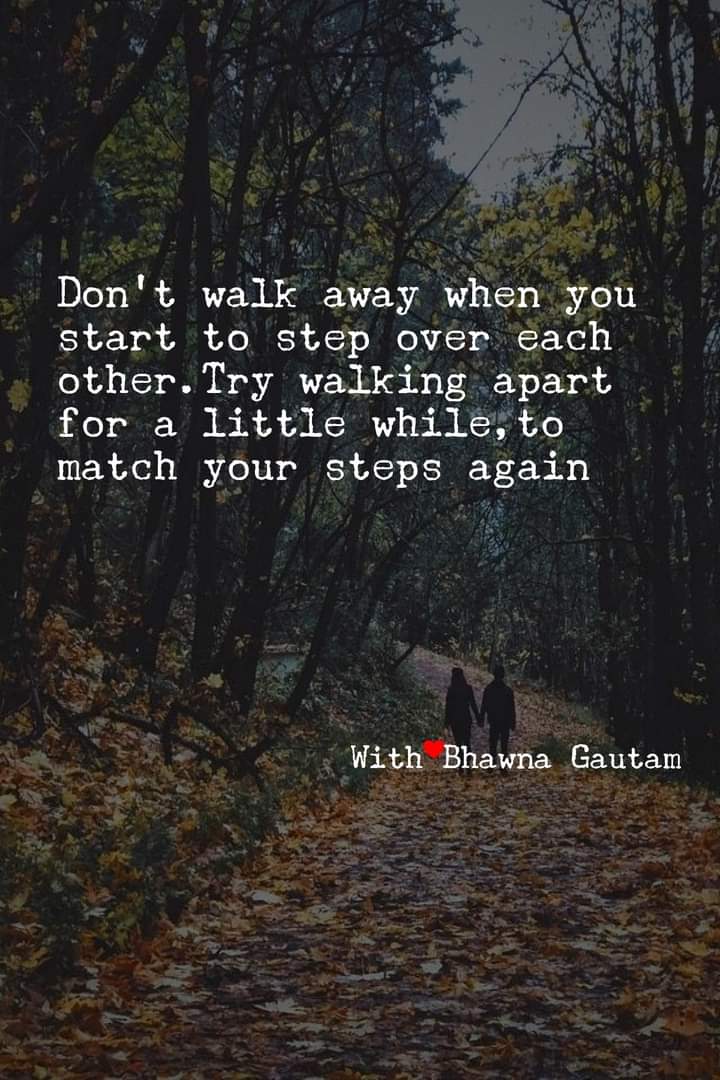 Don't walk away when you
start to step over each
other.Try walking apart
for a little while,to
match your steps again
With❤Bhawna Gautam